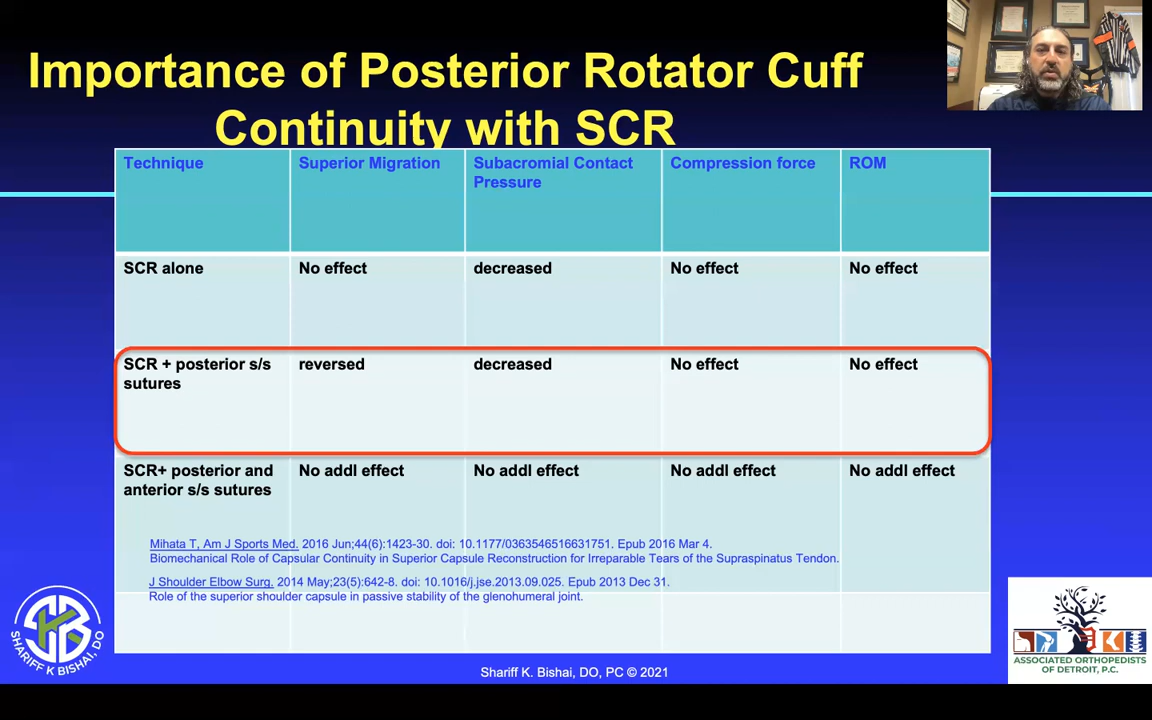 Importance of Posterior Rotator Cuff
Continuity with SCR
Technique
Superior Migration
Subacromial Contact
Pressure
Compression force
ROM
SCR alone
No effect
decreased
No effect
No effect
SCR + posterior s/s
sutures
reversed
decreased
No effect
No effect
SCR+ posterior and
anterior s/s sutures
No addl effect
No addl effect
No addl effect
No addl effect
Mihata T, Am J Sports Med. 2016 Jun;44(6):1423-30. doi: 10.1177/0363546516631751. Epub 2016 Mar 4.
Biomechanical Role of Capsular Continuity in Superior Capsule Reconstruction for Irreparable Tears of the Supraspinatus Tendon.
J Shoulder Elbow Surg. 2014 May;23(5):642-8. doi: 10.1016/j.jse.2013.09.025. Epub 2013 Dec 31.
Role of the superior shoulder capsule in passive stability of the glenohumeral joint.
SKB
SHARIFF K BISHAI, DO
Shariff K. Bishai, DO, PC © 2021
ASSOCIATED ORTHOPEDISTS
OF DETROIT, P.C.